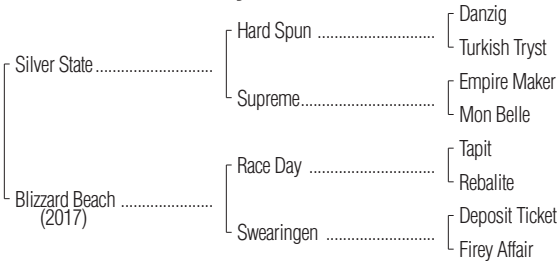 Danzig
Hard Spun ........................
Turkish Tryst
Silver State........................
Empire Maker
Supreme...........................
Mon Belle
Tapit
Race Day .........................
Rebalite
Blizzard Beach ...................
(2017)
Deposit Ticket
Swearingen ......................
Firey Affair